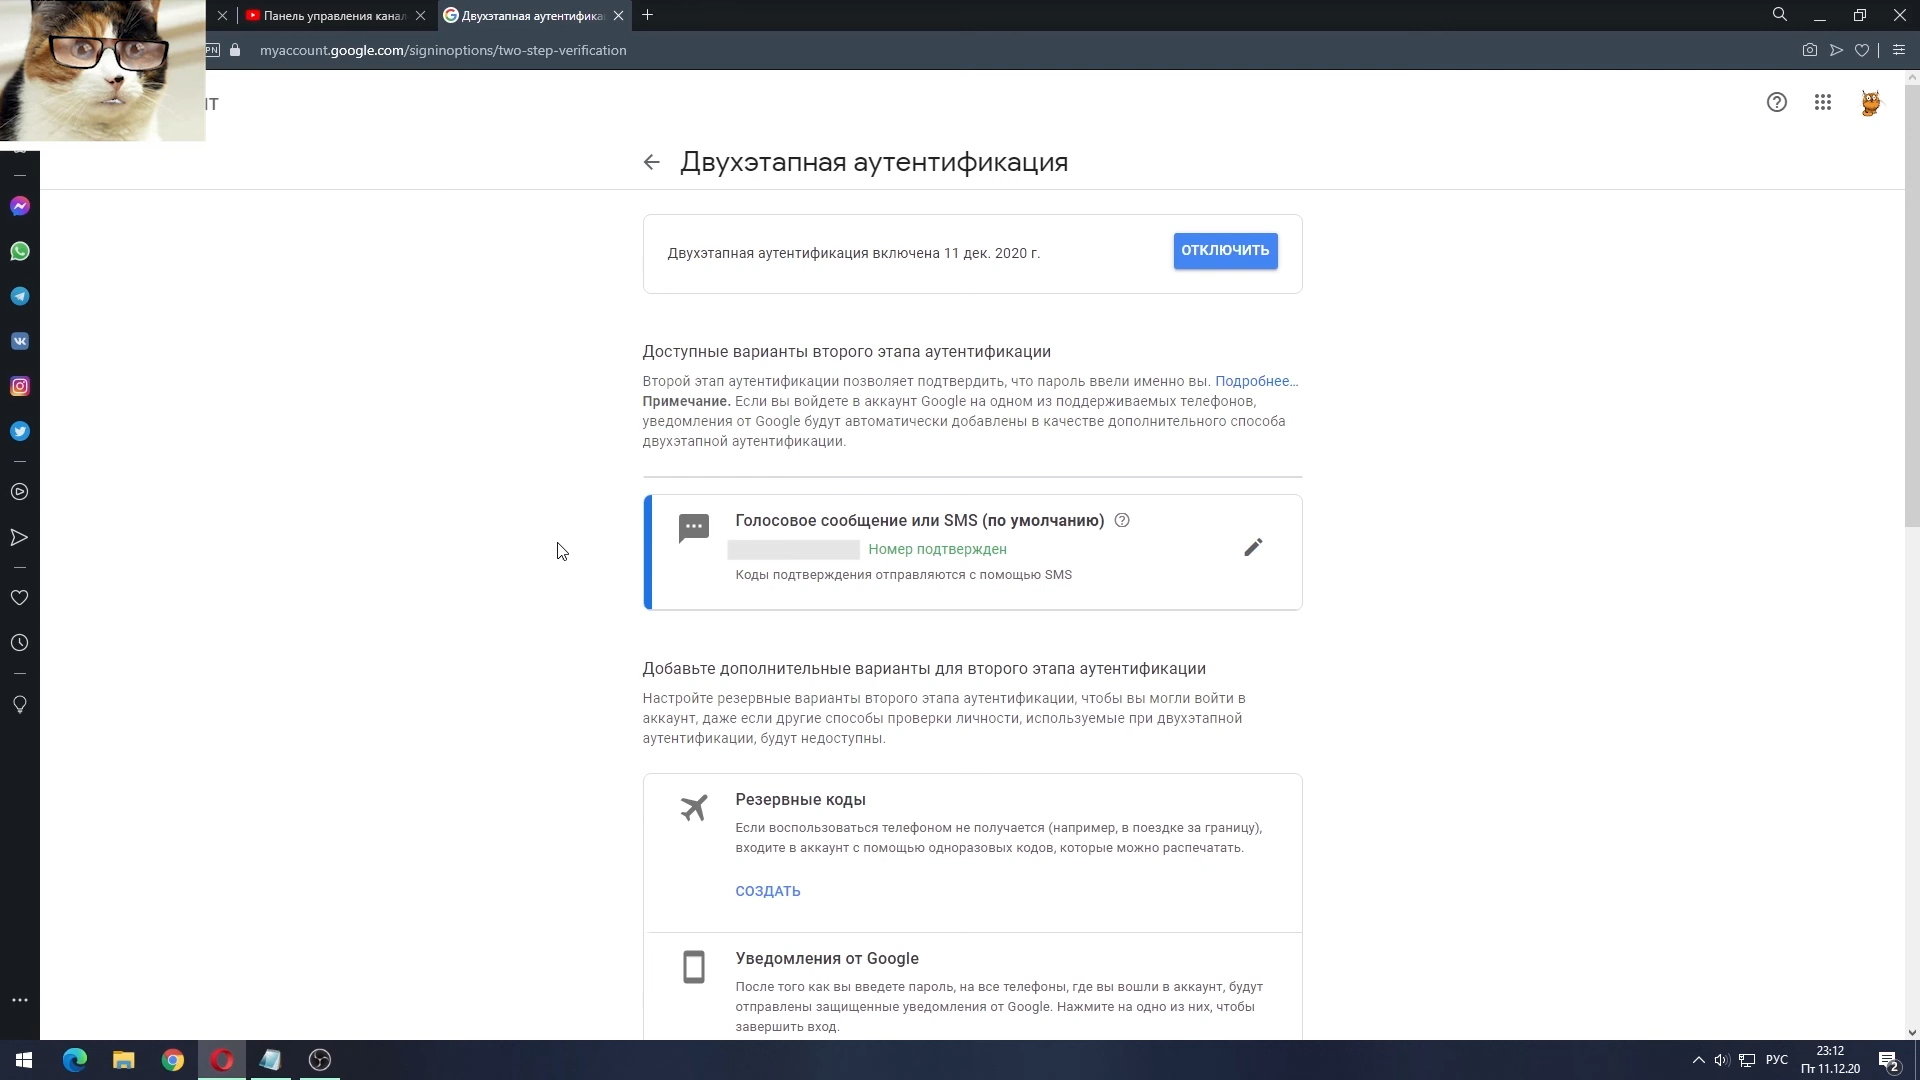 Панель управления канал
Двухэтапная аутентифика
PN
myaccount.google.com/signinoptions/two-step-verification
Двухэтапная аутентификация
Двухэтапная аутентификация включена 11 дек. 2020 г.
ОТКЛЮЧИТЬ
Доступные варианты второго этапа аутентификации
Второй этап аутентификации позволяет подтвердить, что пароль ввели именно вы. Подробнее…
Примечание. Если вы войдете в аккаунт Google на одном из поддерживаемых телефонов,
уведомления от Google будут автоматически добавлены в качестве дополнительного способа
двухэтапной аутентификации.
Голосовое сообщение или SMS (по умолчанию)
Номер подтвержден
Коды подтверждения отправляются с помощью SMS
Добавьте дополнительные варианты для второго этапа аутентификации
Настройте резервные варианты второго этапа аутентификации, чтобы вы могли войти в
аккаунт, даже если другие способы проверки личности, используемые при двухэтапной
аутентификации, будут недоступны.
Резервные коды
Если воспользоваться телефоном не получается (например, в поездке за границу),
входите в аккаунт с помощью одноразовых кодов, которые можно распечатать.
СОЗДАТЬ
Уведомления от Google
После того как вы введете пароль, на все телефоны, где вы вошли в аккаунт, будут
отправлены защищенные уведомления от Google. Нажмите на одно из них, чтобы
завершить вход.
РУС
23:12
Пт 11.12.20
2